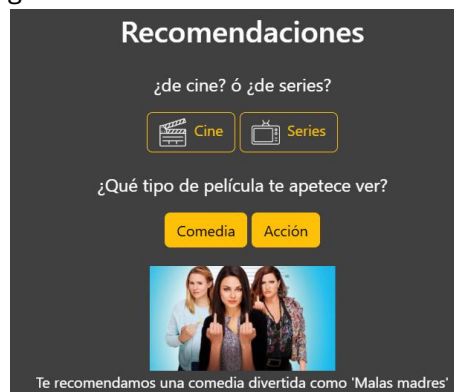 Recomendaciones
¿de cine? ó ¿de series?
Cine Series
¿Qué tipo de película te apetece ver?
Comedia Acción
Te recomendamos una comedia divertida como 'Malas madres'